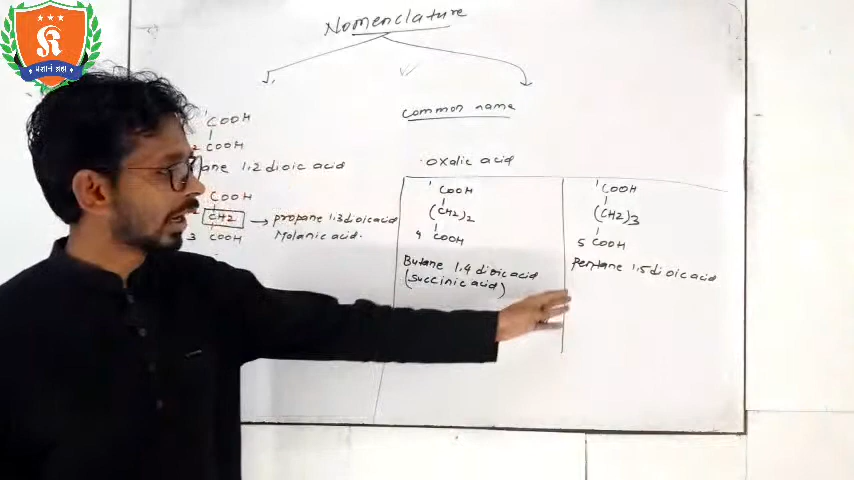 Nomenclature
Common name
COOH
COOH
ane 1,2 dioic acid
COOH
CH2
3 COOH
→ propane 1,3 dioic acid
Molanic acid.
Oxalic acid
1 COOH
(CH2)2
4 COOH
Butane 1,4 dioic acid
(Succinic acid)
1 COOH
(CH2)3
5 COOH
Pentane 1,5 dioic acid